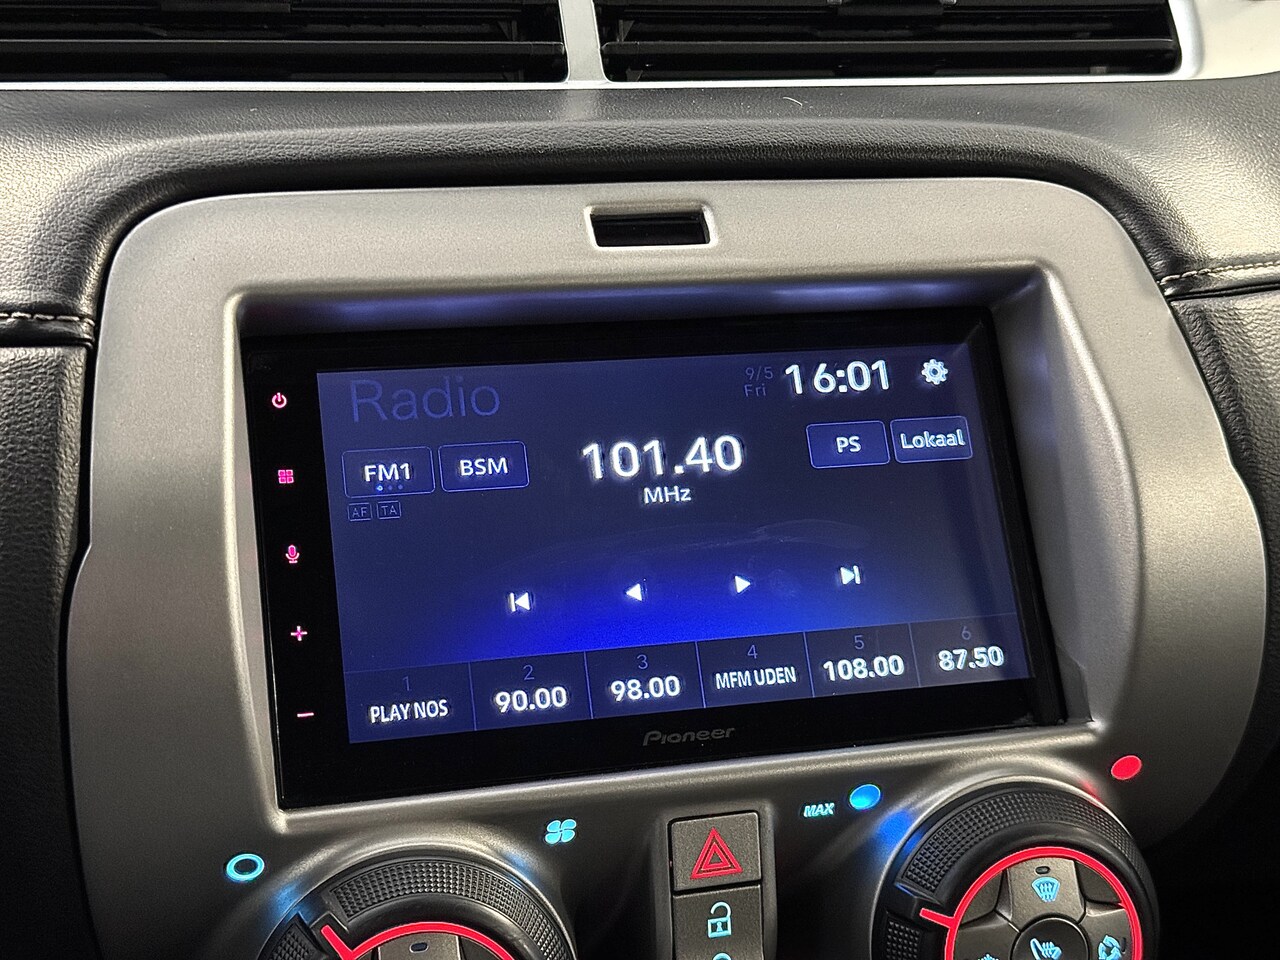 Radio
9/5
Fri
16:01
FM1
BSM
101.40
MHz
PS
Lokaal
AF TA
1
PLAY NOS
2
90.00
3
98.00
4
MFM UDEN
5
108.00
6
87.50
Pioneer
MAX